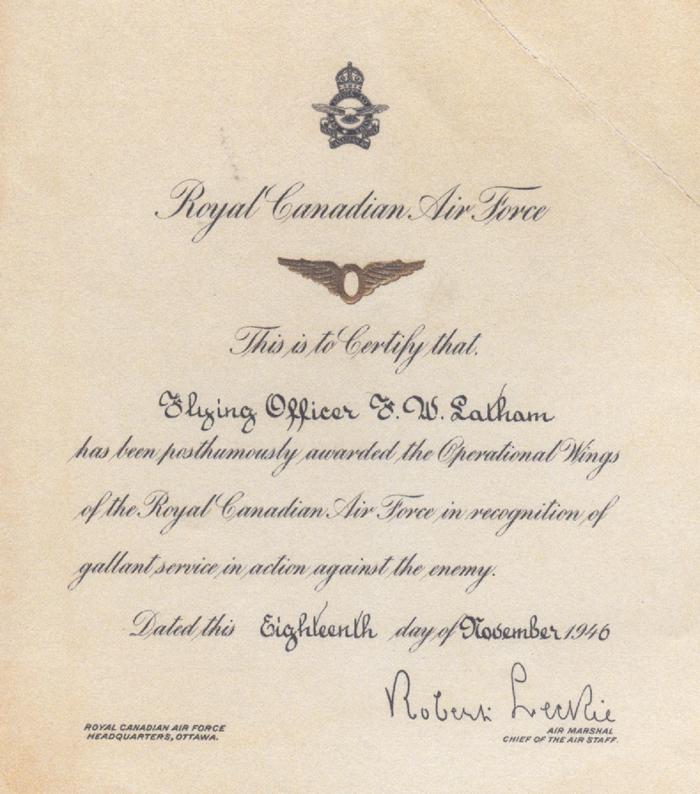 Royal Canadian Air Force
This is to Certify that.
Flying Officer F. W. Latham
has been posthumously awarded the Operational Wings
of the Royal Canadian Air Force in recognition of
gallant service in action against the enemy.
Dated this Eighteenth day of November 1946
Robert Leckie
ROYAL CANADIAN AIR FORCE
HEADQUARTERS, OTTAWA.
AIR MARSHAL
CHIEF OF THE AIR STAFF.